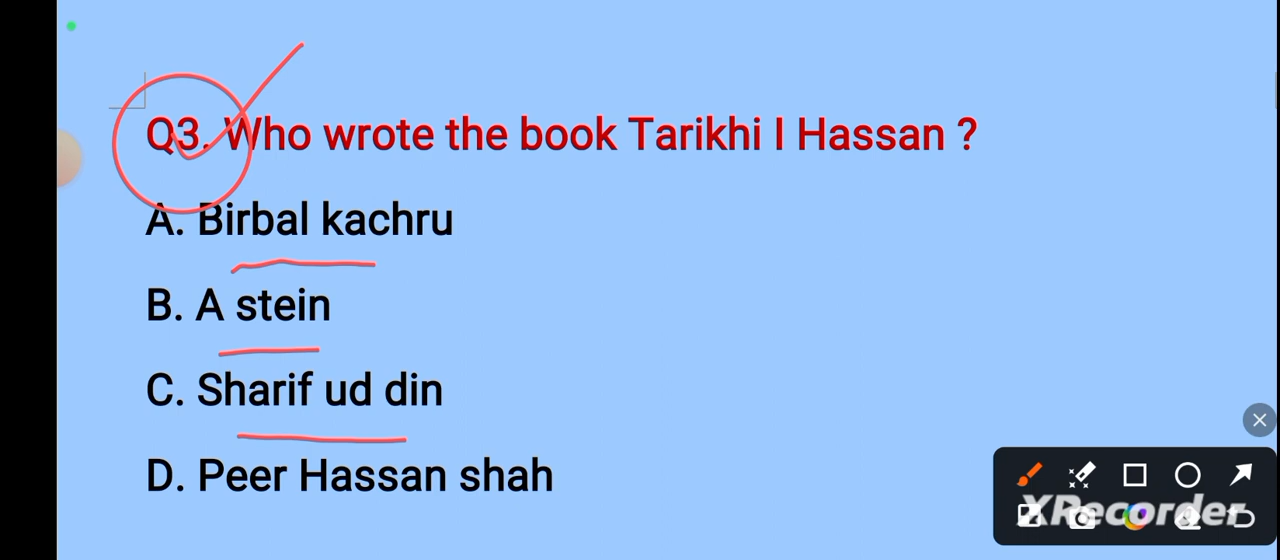 Q3. Who wrote the book Tarikhi I Hassan ?
A. Birbal kachru
B. A stein
C. Sharif ud din
D. Peer Hassan shah
XRecorder